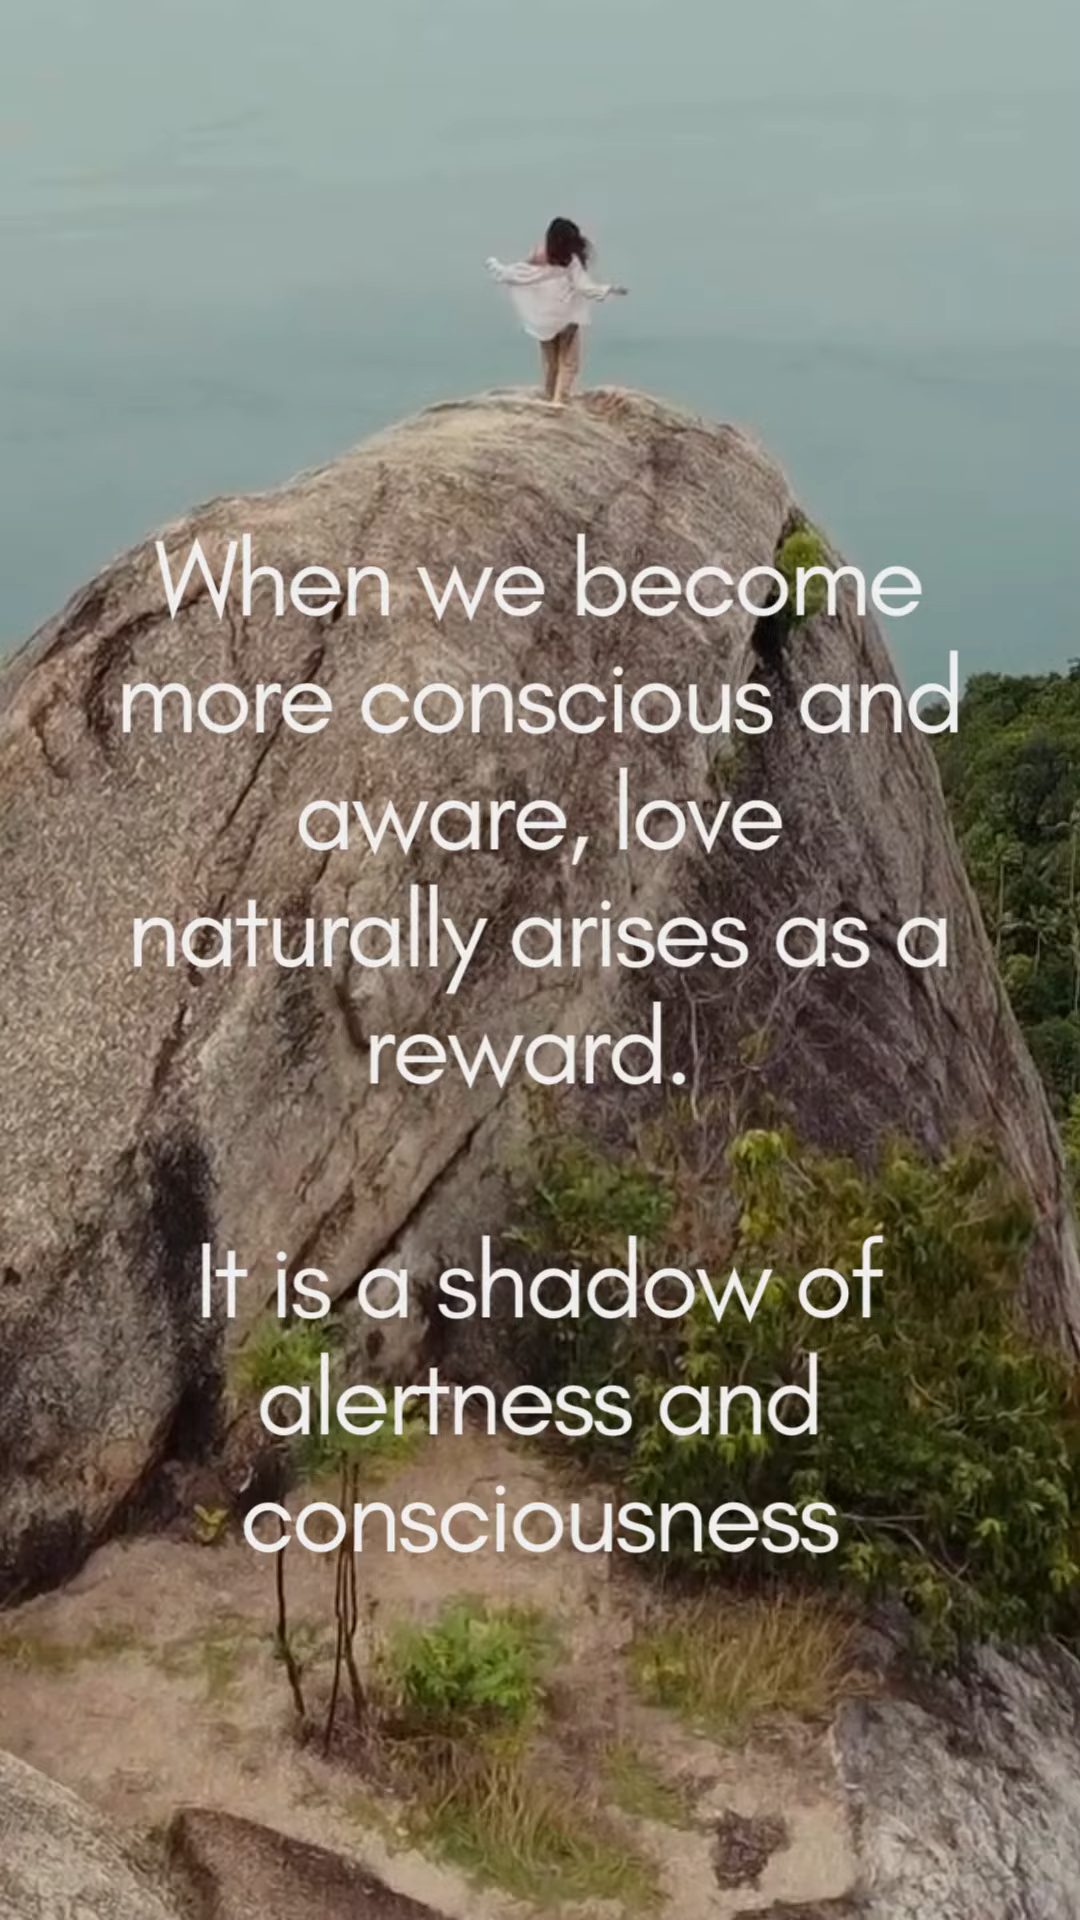 When we become
more conscious and
aware, love
naturally arises as a
reward.
It is a shadow of
alertness and
consciousness